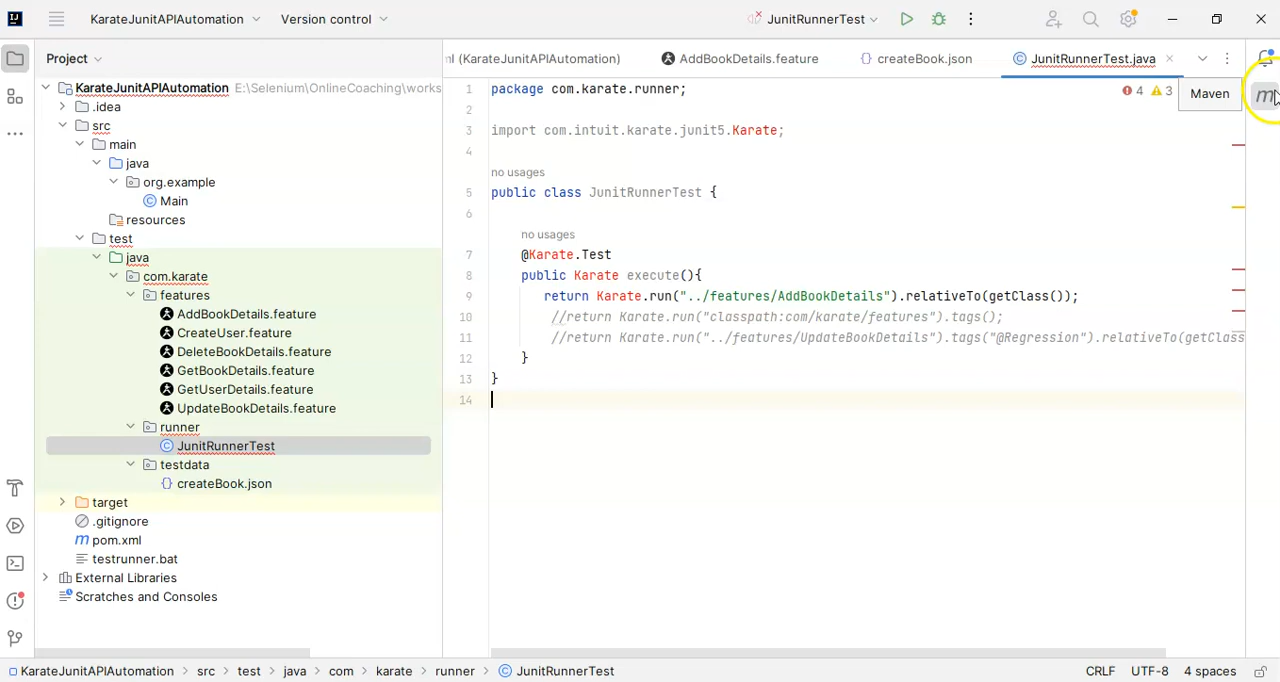 KarateJunitAPIAutomation
Version control
JunitRunnerTest
Project
ml (KarateJunitAPIAutomation)
AddBookDetails.feature
createBook.json
JunitRunnerTest.java
KarateJunitAPIAutomation E:\Selenium\OnlineCoaching\works
.idea
src
main
java
org.example
Main
resources
test
java
com.karate
features
AddBookDetails.feature
CreateUser.feature
DeleteBookDetails.feature
GetBookDetails.feature
GetUserDetails.feature
UpdateBookDetails.feature
runner
JunitRunnerTest
testdata
createBook.json
target
.gitignore
m pom.xml
testrunner.bat
External Libraries
Scratches and Consoles
1 package com.karate.runner;
4 3
Maven
m
2
3 import com.intuit.karate.junit5.Karate;
4
no usages
5 public class JunitRunnerTest {
6
no usages
7 @Karate.Test
8 public Karate execute(){
9 return Karate.run("../features/AddBookDetails").relativeTo(getClass());
10 //return Karate.run("classpath:com/karate/features").tags();
11 //return Karate.run("../features/UpdateBookDetails").tags("@Regression").relativeTo(getClass
12 }
13 }
14
KarateJunitAPIAutomation > src > test > java > com > karate > runner > JunitRunnerTest
CRLF UTF-8 4 spaces